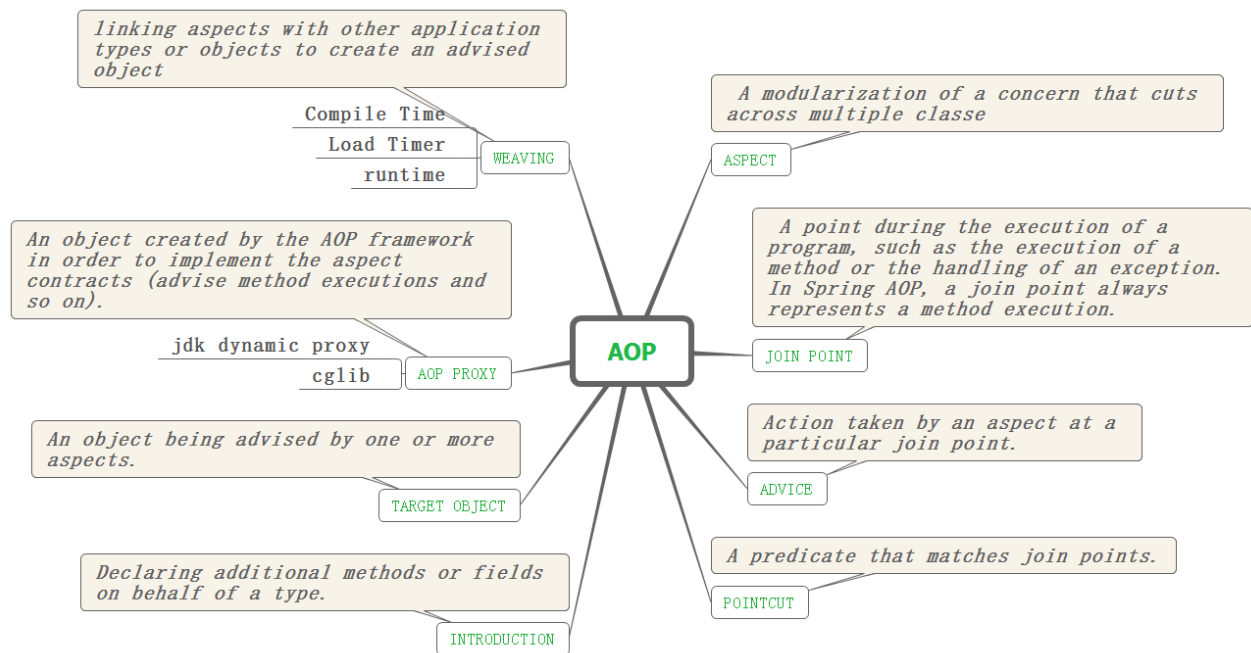 linking aspects with other application
types or objects to create an advised
object
Compile Time
Load Timer
runtime
WEAVING
An object created by the AOP framework
in order to implement the aspect
contracts (advise method executions and
so on).
jdk dynamic proxy
cglib
AOP PROXY
An object being advised by one or more
aspects.
TARGET OBJECT
Declaring additional methods or fields
on behalf of a type.
INTRODUCTION
AOP
A modularization of a concern that cuts
across multiple classe
ASPECT
A point during the execution of a
program, such as the execution of a
method or the handling of an exception.
In Spring AOP, a join point always
represents a method execution.
JOIN POINT
Action taken by an aspect at a
particular join point.
ADVICE
A predicate that matches join points.
POINTCUT